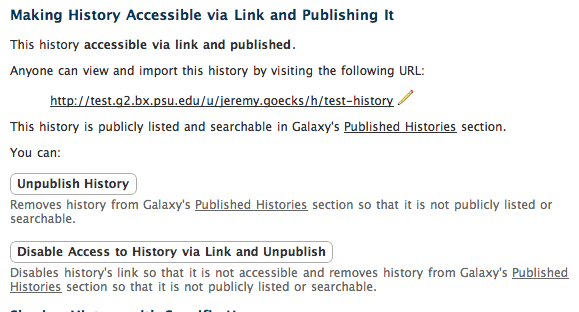 Making History Accessible via Link and Publishing It
This history accessible via link and published.
Anyone can view and import this history by visiting the following URL:
http://test.g2.bx.psu.edu/u/jeremy.goecks/h/test-history
This history is publicly listed and searchable in Galaxy's Published Histories section.
You can:
Unpublish History
Removes history from Galaxy's Published Histories section so that it is not publicly listed or
searchable.
Disable Access to History via Link and Unpublish
Disables history's link so that it is not accessible and removes history from Galaxy's Published
Histories section so that it is not publicly listed or searchable.